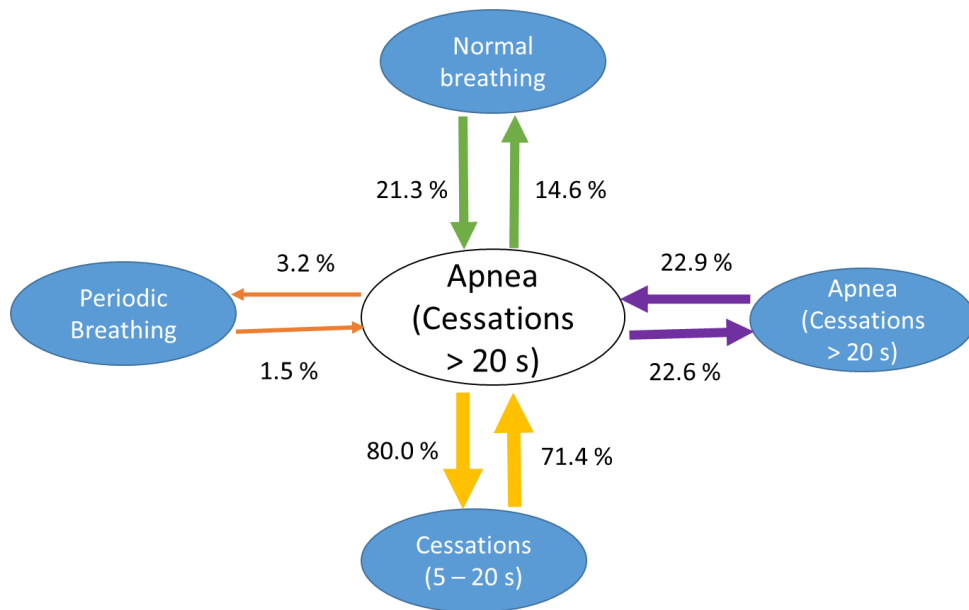 Normal
breathing
21.3 %
14.6 %
3.2 %
22.9 %
Periodic
Breathing
Apnea
(Cessations
> 20 s)
Apnea
(Cessations
> 20 s)
1.5 %
22.6 %
80.0 %
71.4 %
Cessations
(5 – 20 s)